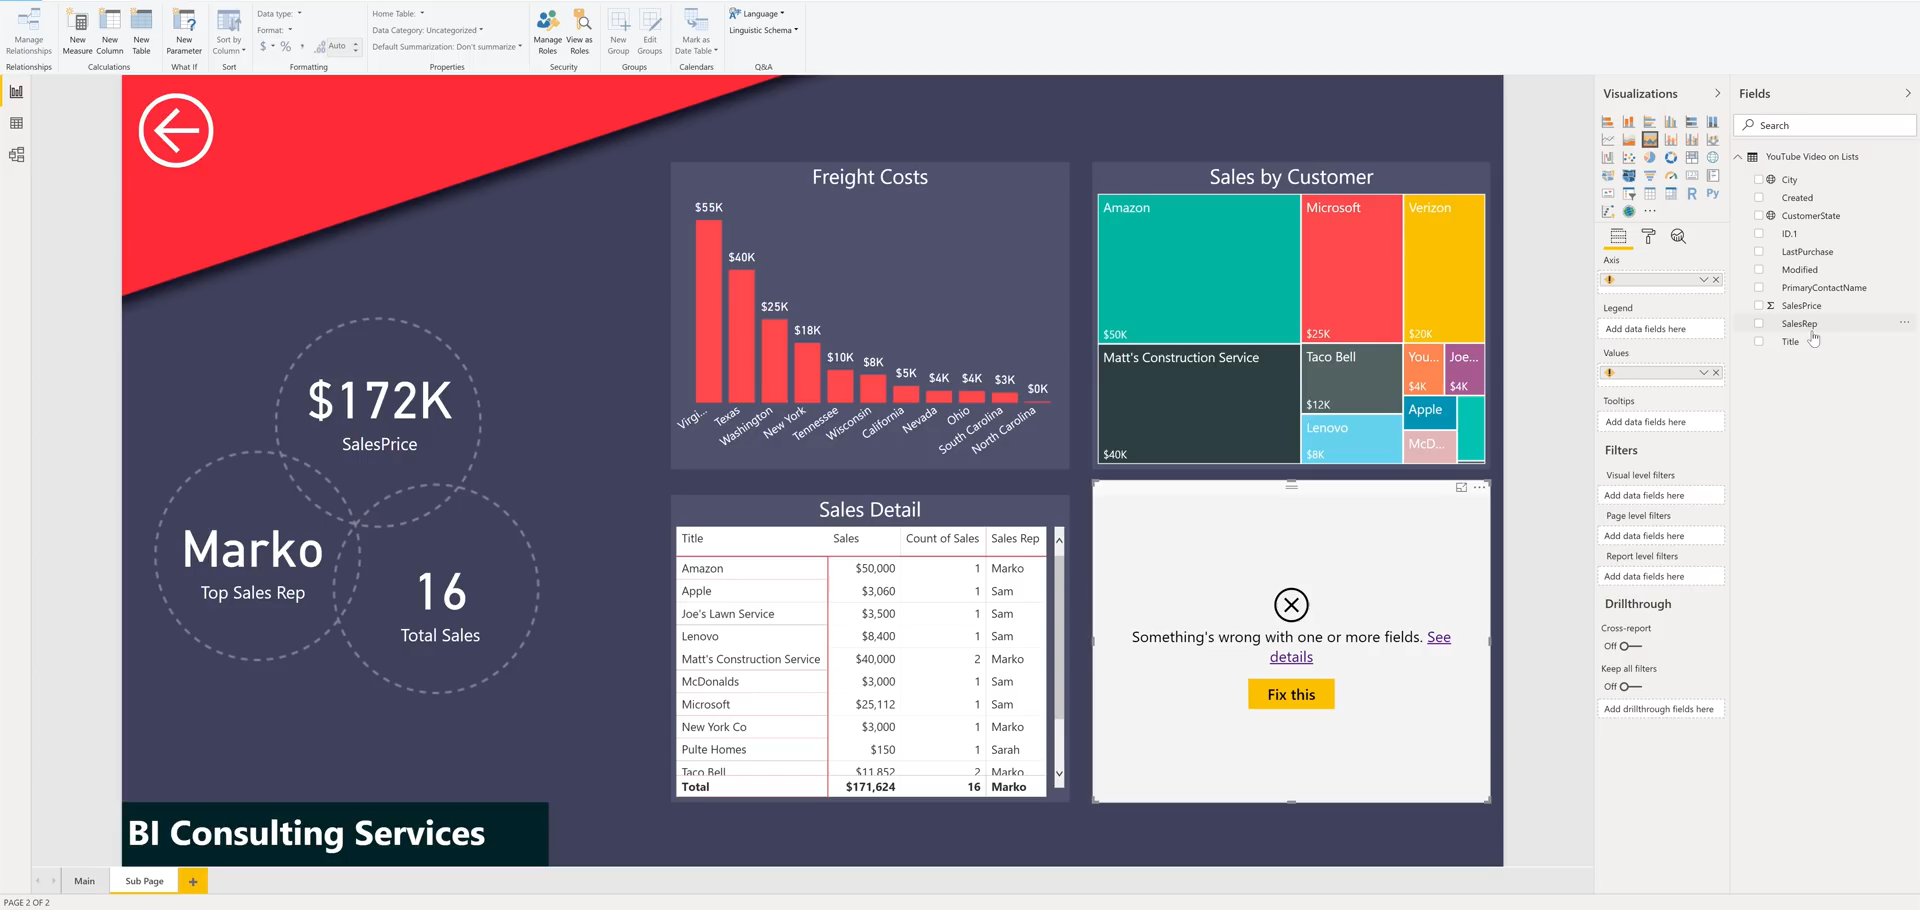 Manage
Relationships
Relationships
New
Measure
New
Column
New
Table
Calculations
New
Parameter
What If
Sort by
Column
Sort
Data type:
Format:
$ % , Auto
Formatting
Home Table:
Data Category: Uncategorized
Default Summarization: Don't summarize
Properties
Manage
Roles
View as
Roles
Security
New
Group
Edit
Groups
Groups
Mark as
Date Table
Calendars
Language
Linguistic Schema
Q&A
Freight Costs
$55K
$40K
$25K
$18K
$10K
$8K
$5K
$4K
$4K
$3K
$0K
Virgi...
Texas
Washington
New York
Tennessee
Wisconsin
California
Nevada
Ohio
South Carolina
North Carolina
Sales by Customer
Amazon
$50K
Microsoft
$25K
Verizon
$20K
Matt's Construction Service
$40K
Taco Bell
$12K
Lenovo
$8K
You...
$4K
Joe...
$4K
Apple
McD...
$172K
SalesPrice
Marko
Top Sales Rep
16
Total Sales
Sales Detail
Title Sales Count of Sales Sales Rep
Amazon $50,000 1 Marko
Apple $3,060 1 Sam
Joe's Lawn Service $3,500 1 Sam
Lenovo $8,400 1 Sam
Matt's Construction Service $40,000 2 Marko
McDonalds $3,000 1 Sam
Microsoft $25,112 1 Sam
New York Co $3,000 1 Marko
Pulte Homes $150 1 Sarah
Taco Bell $11,852 2 Marko
Total $171,624 16 Marko
Something's wrong with one or more fields. See
details
Fix this
BI Consulting Services
Main
Sub Page
PAGE 2 OF 2
Visualizations
R
Py
Axis
Legend
Add data fields here
Values
Tooltips
Add data fields here
Filters
Visual level filters
Add data fields here
Page level filters
Add data fields here
Report level filters
Add data fields here
Drillthrough
Cross-report
Off
Keep all filters
Off
Add drillthrough fields here
Fields
Search
YouTube Video on Lists
City
Created
CustomerState
ID.1
LastPurchase
Modified
PrimaryContactName
SalesPrice
SalesRep
Title